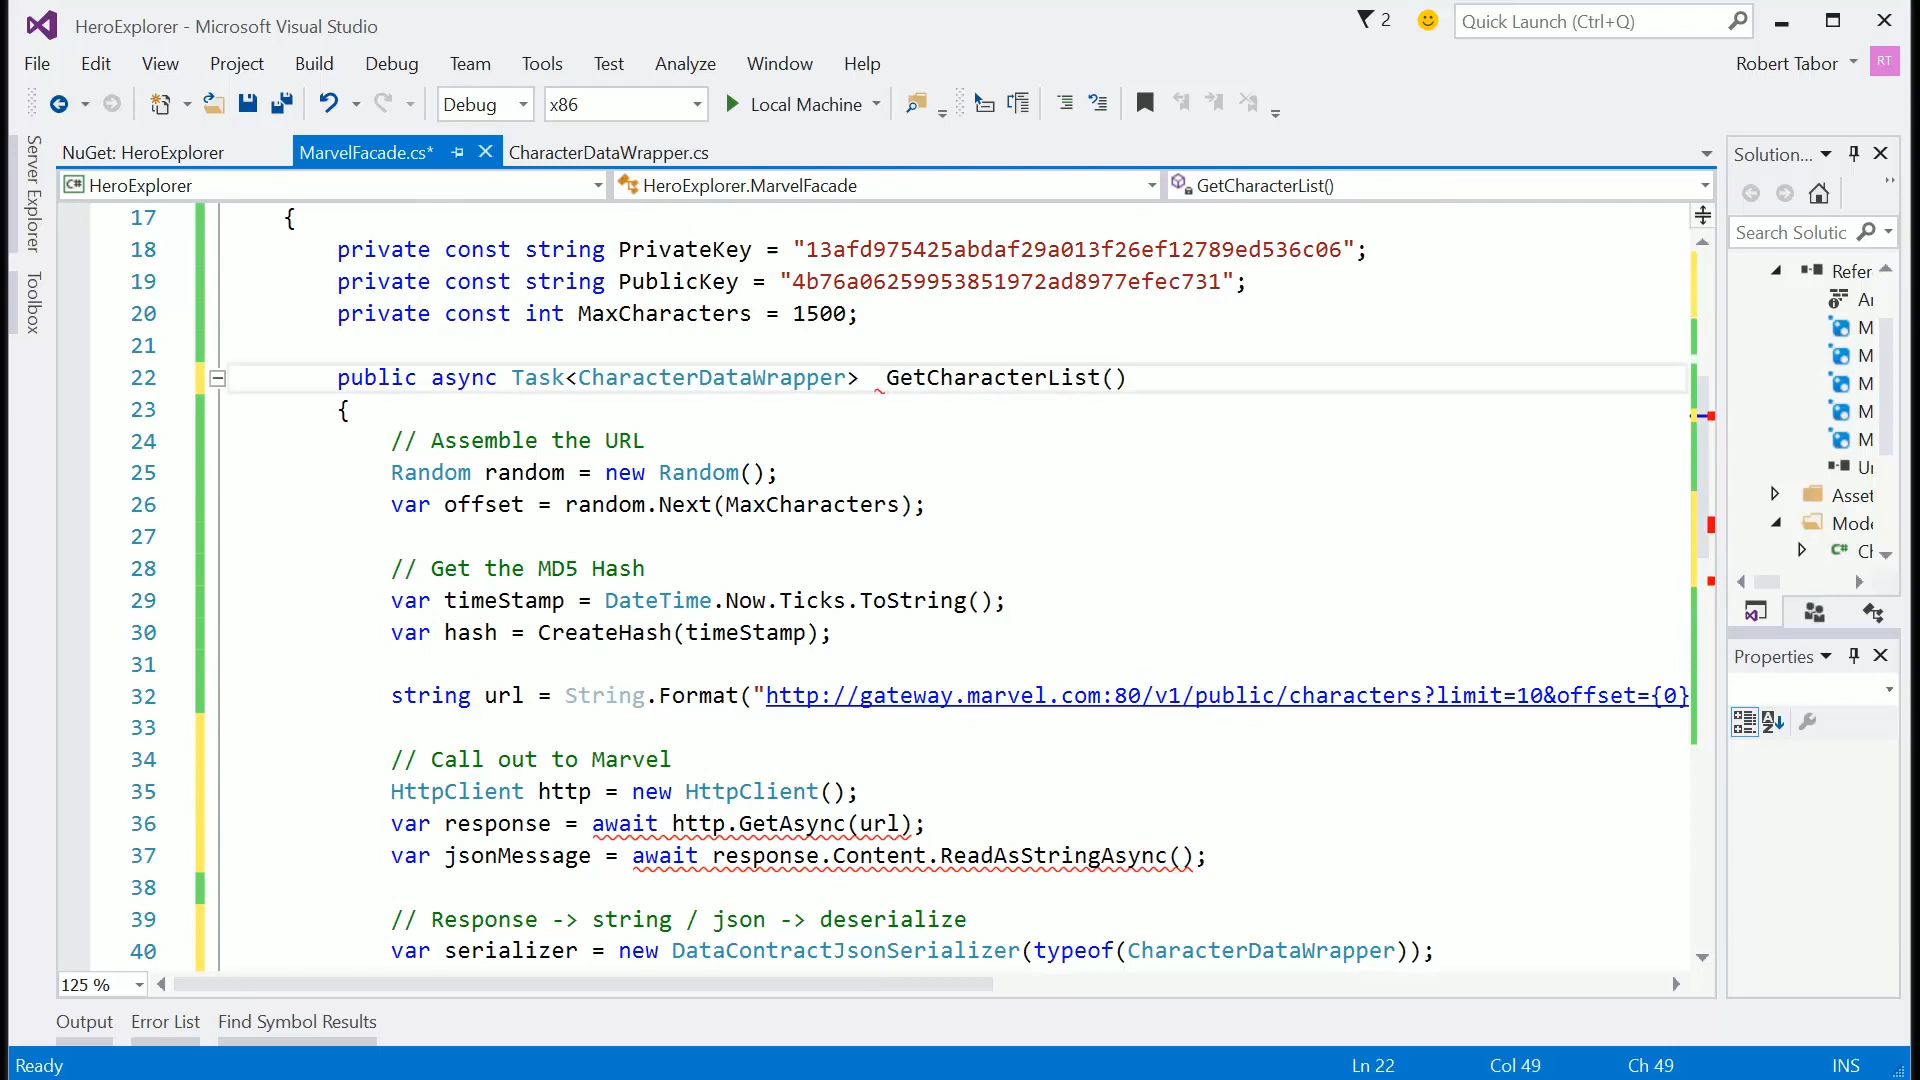 HeroExplorer - Microsoft Visual Studio
2
Quick Launch (Ctrl+Q)
File Edit View Project Build Debug Team Tools Test Analyze Window Help
Robert Tabor
RT
Debug
x86
Local Machine
Server Explorer
Toolbox
NuGet: HeroExplorer
MarvelFacade.cs*
CharacterDataWrapper.cs
C# HeroExplorer
HeroExplorer.MarvelFacade
GetCharacterList()
17 {
18 private const string PrivateKey = "13afd975425abdaf29a013f26ef12789ed536c06";
19 private const string PublicKey = "4b76a06259953851972ad8977efec731";
20 private const int MaxCharacters = 1500;
21
22 public async Task<CharacterDataWrapper>  GetCharacterList()
23 {
24 // Assemble the URL
25 Random random = new Random();
26 var offset = random.Next(MaxCharacters);
27
28 // Get the MD5 Hash
29 var timeStamp = DateTime.Now.Ticks.ToString();
30 var hash = CreateHash(timeStamp);
31
32 string url = String.Format("http://gateway.marvel.com:80/v1/public/characters?limit=10&offset={0}
33
34 // Call out to Marvel
35 HttpClient http = new HttpClient();
36 var response = await http.GetAsync(url);
37 var jsonMessage = await response.Content.ReadAsStringAsync();
38
39 // Response -> string / json -> deserialize
40 var serializer = new DataContractJsonSerializer(typeof(CharacterDataWrapper));
125 %
Solution...
Search Solutic
Refer
M
M
M
M
M
Asset
C#
Properties
Output Error List Find Symbol Results
Ready
Ln 22
Col 49
Ch 49
INS